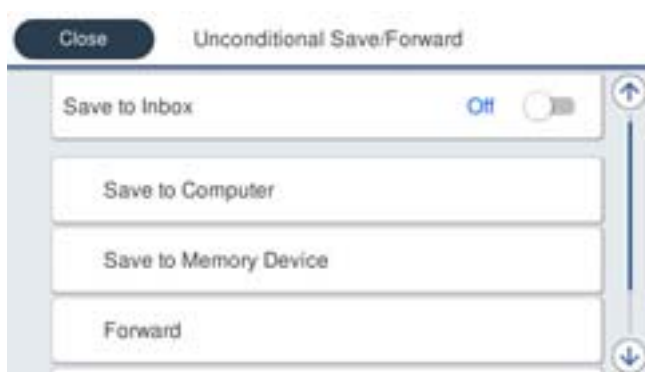 Close Unconditional Save/Forward
Save to Inbox Off
Save to Computer
Save to Memory Device
Forward